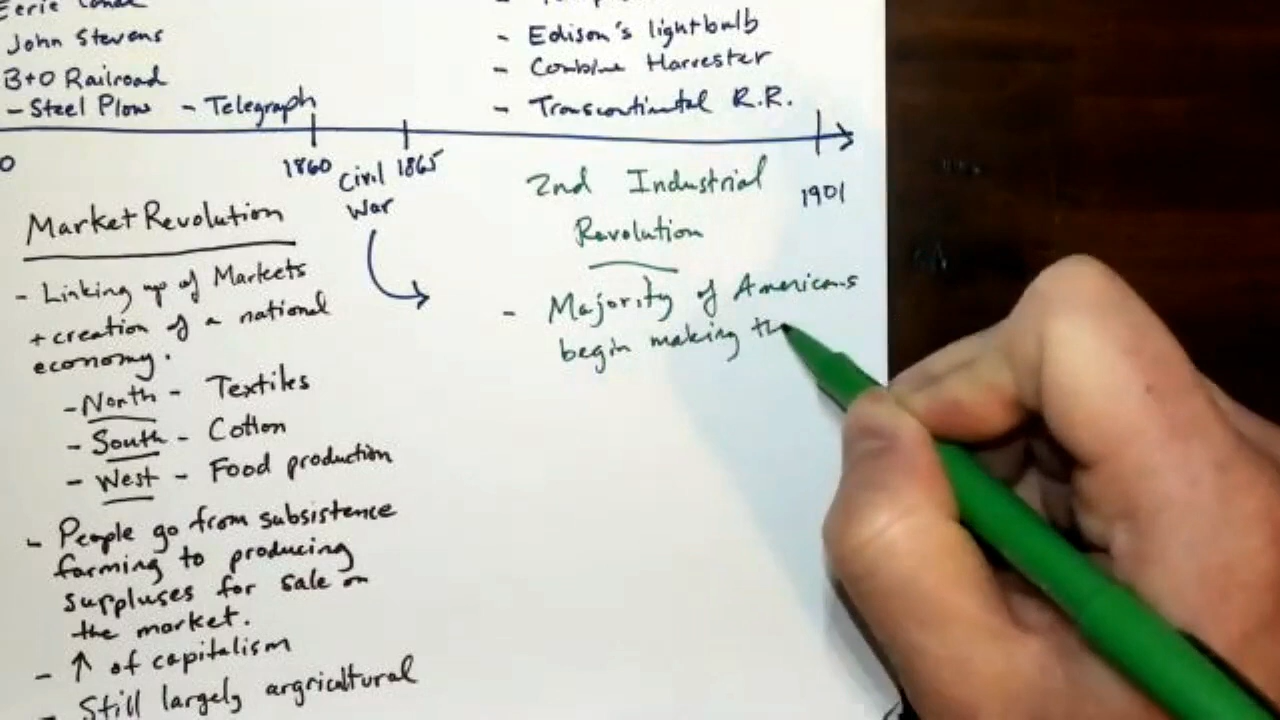 John Stevens
B+O Railroad
- Steel Plow - Telegraph
- Edison's lightbulb
- Combine Harvester
- Transcontinental R.R.
1860
Civil
War
1865
1901
Market Revolution
- Linking up of Markets
+ creation of a national
economy.
- North - Textiles
- South - Cotton
- West - Food production
- People go from subsistence
farming to producing
surpluses for sale on
the market.
- ↑ of capitalism
- Still largely argricultural
2nd Industrial
Revolution
- Majority of Americans
begin making th